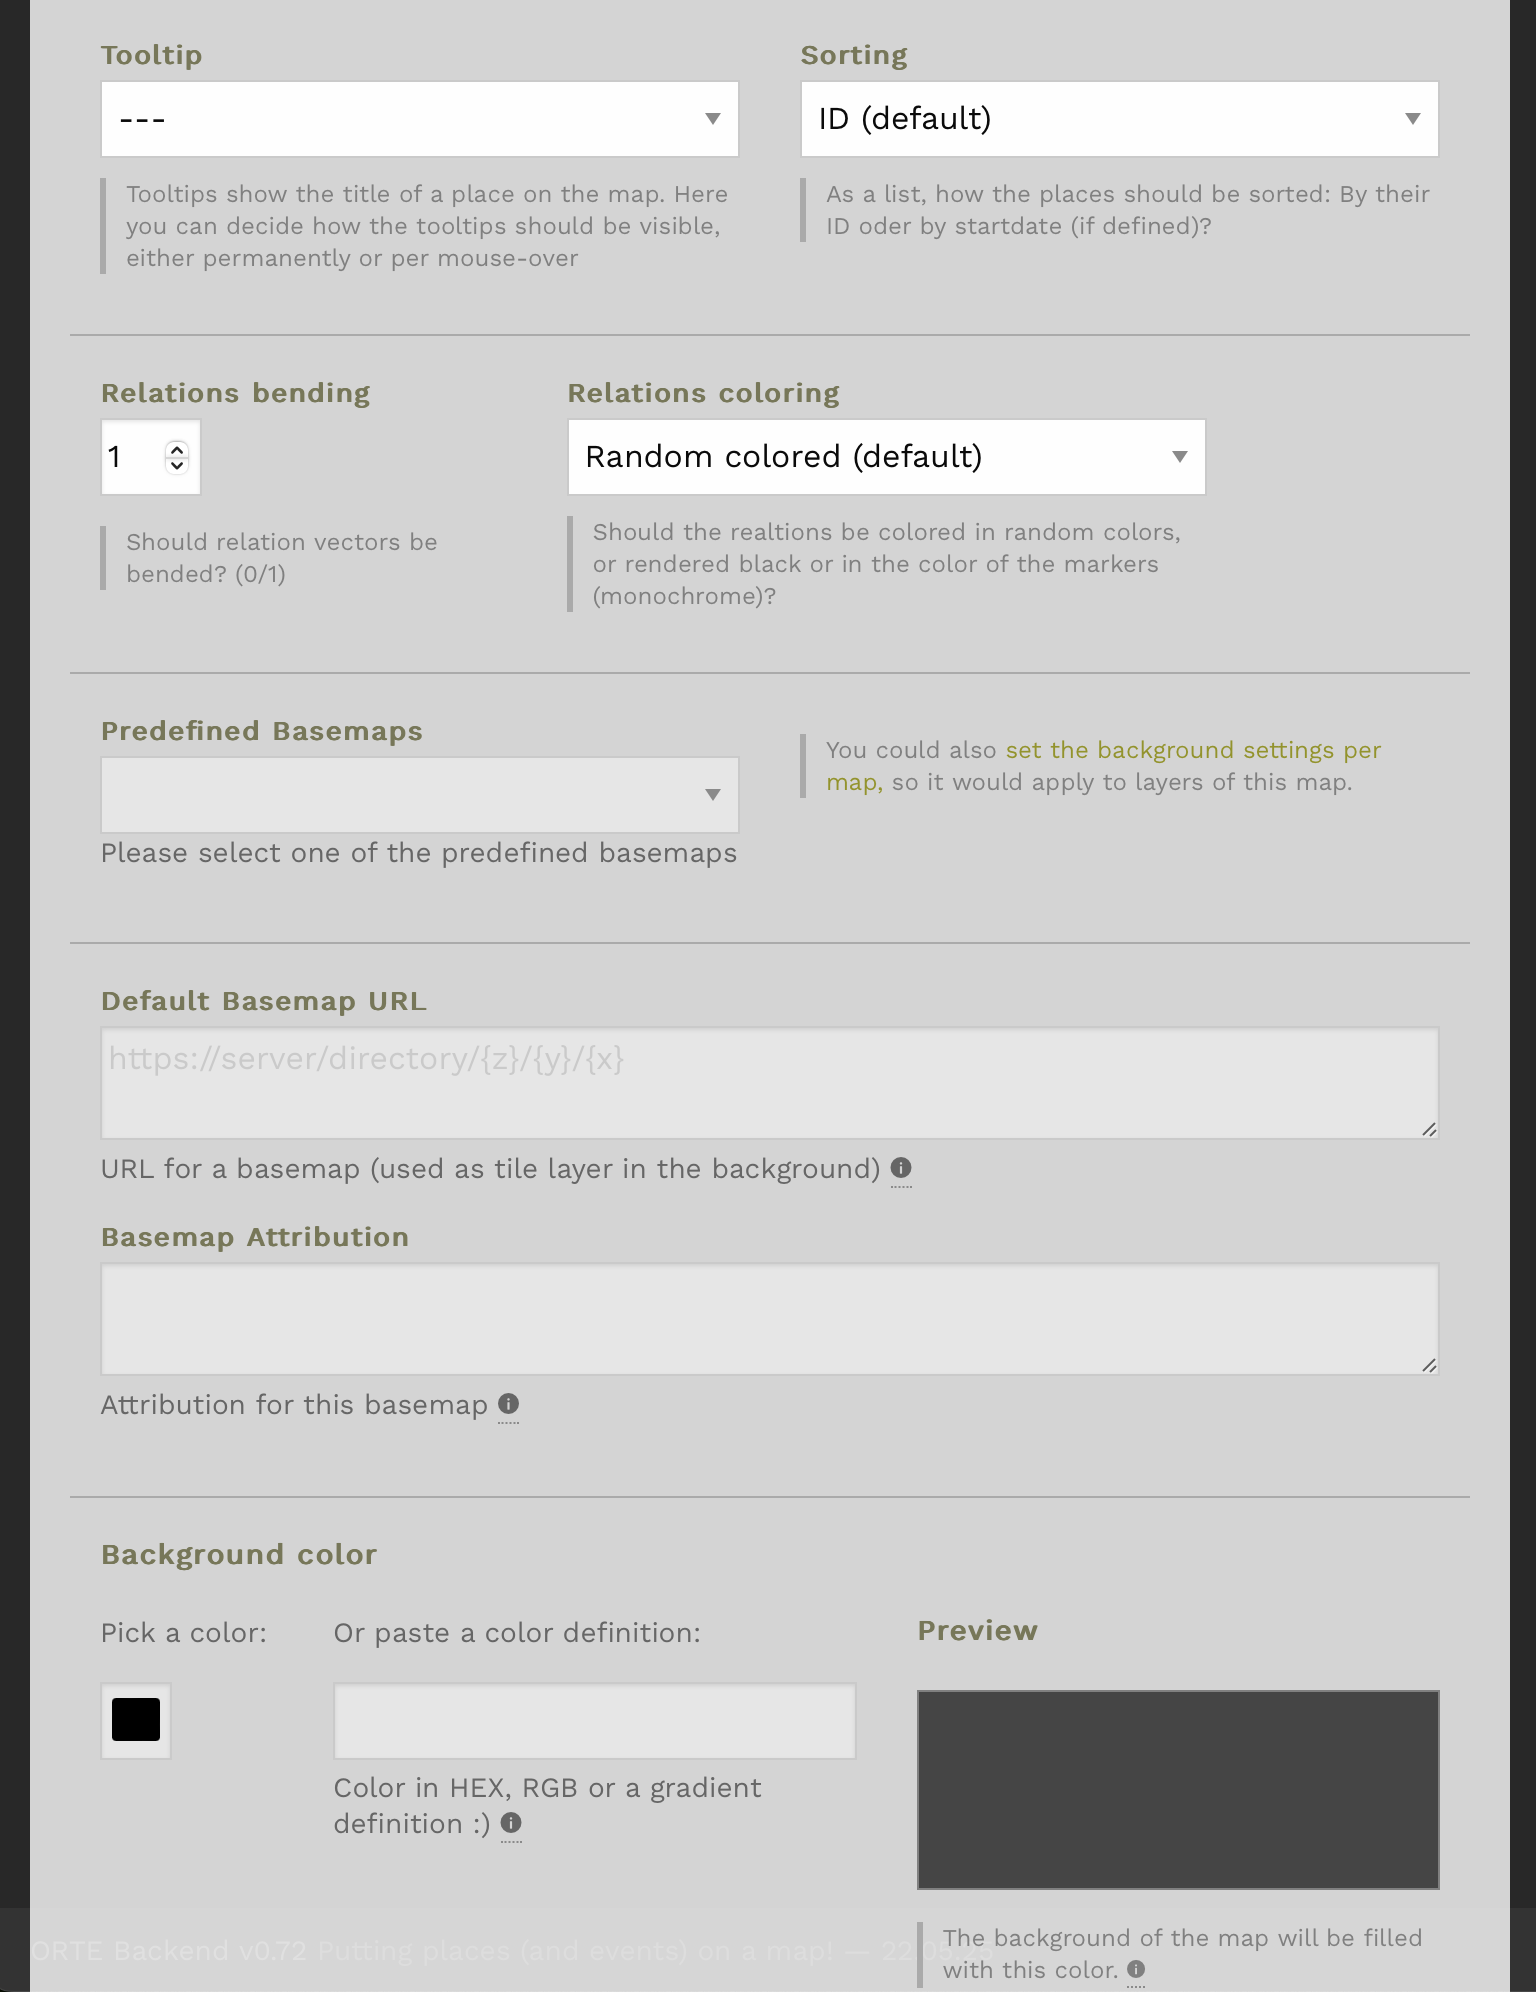 Tooltip
---
Tooltips show the title of a place on the map. Here
you can decide how the tooltips should be visible,
either permanently or per mouse-over
Sorting
ID (default)
As a list, how the places should be sorted: By their
ID oder by startdate (if defined)?
Relations bending
1
Should relation vectors be
bended? (0/1)
Relations coloring
Random colored (default)
Should the realtions be colored in random colors,
or rendered black or in the color of the markers
(monochrome)?
Predefined Basemaps
Please select one of the predefined basemaps
You could also set the background settings per
map, so it would apply to layers of this map.
Default Basemap URL
https://server/directory/{z}/{y}/{x}
URL for a basemap (used as tile layer in the background)
Basemap Attribution
Attribution for this basemap
Background color
Pick a color:
Or paste a color definition:
Color in HEX, RGB or a gradient
definition :)
Preview
The background of the map will be filled
with this color.
ORTE Backend v0.72 Putting places (and events) on a map! — 22.05.25